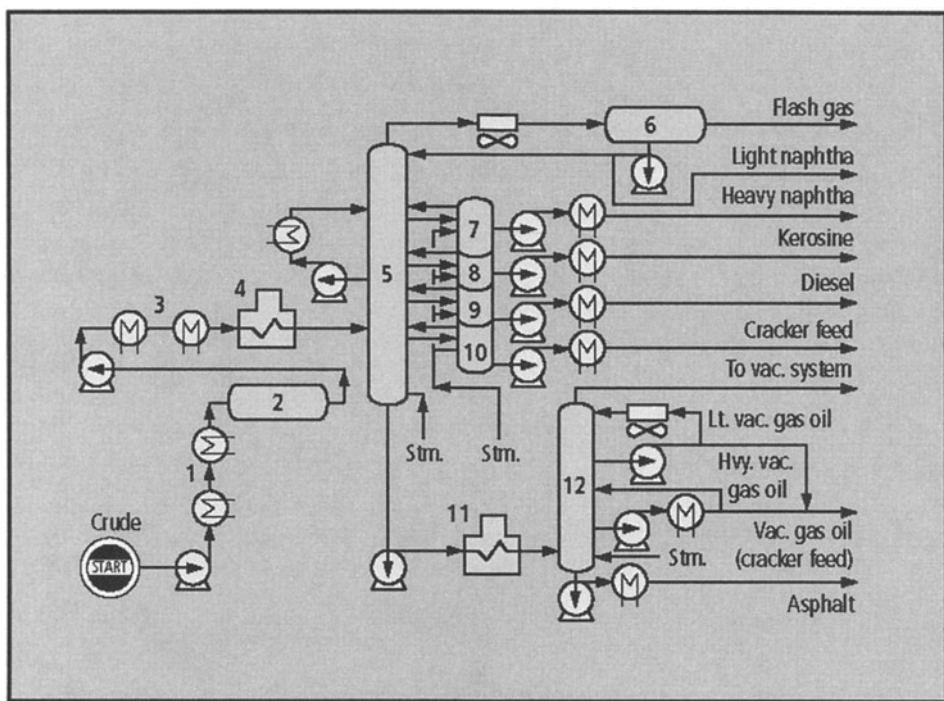 Flash gas
6
Light naphtha
Heavy naphtha
7
Kerosine
5
8
Diesel
4
3
9
Cracker feed
10
To vac. system
2
Lt. vac. gas oil
Stm.
Stm.
1
Hvy. vac.
gas oil
12
11
Crude
START
Vac. gas oil
(cracker feed)
Stm.
Asphalt